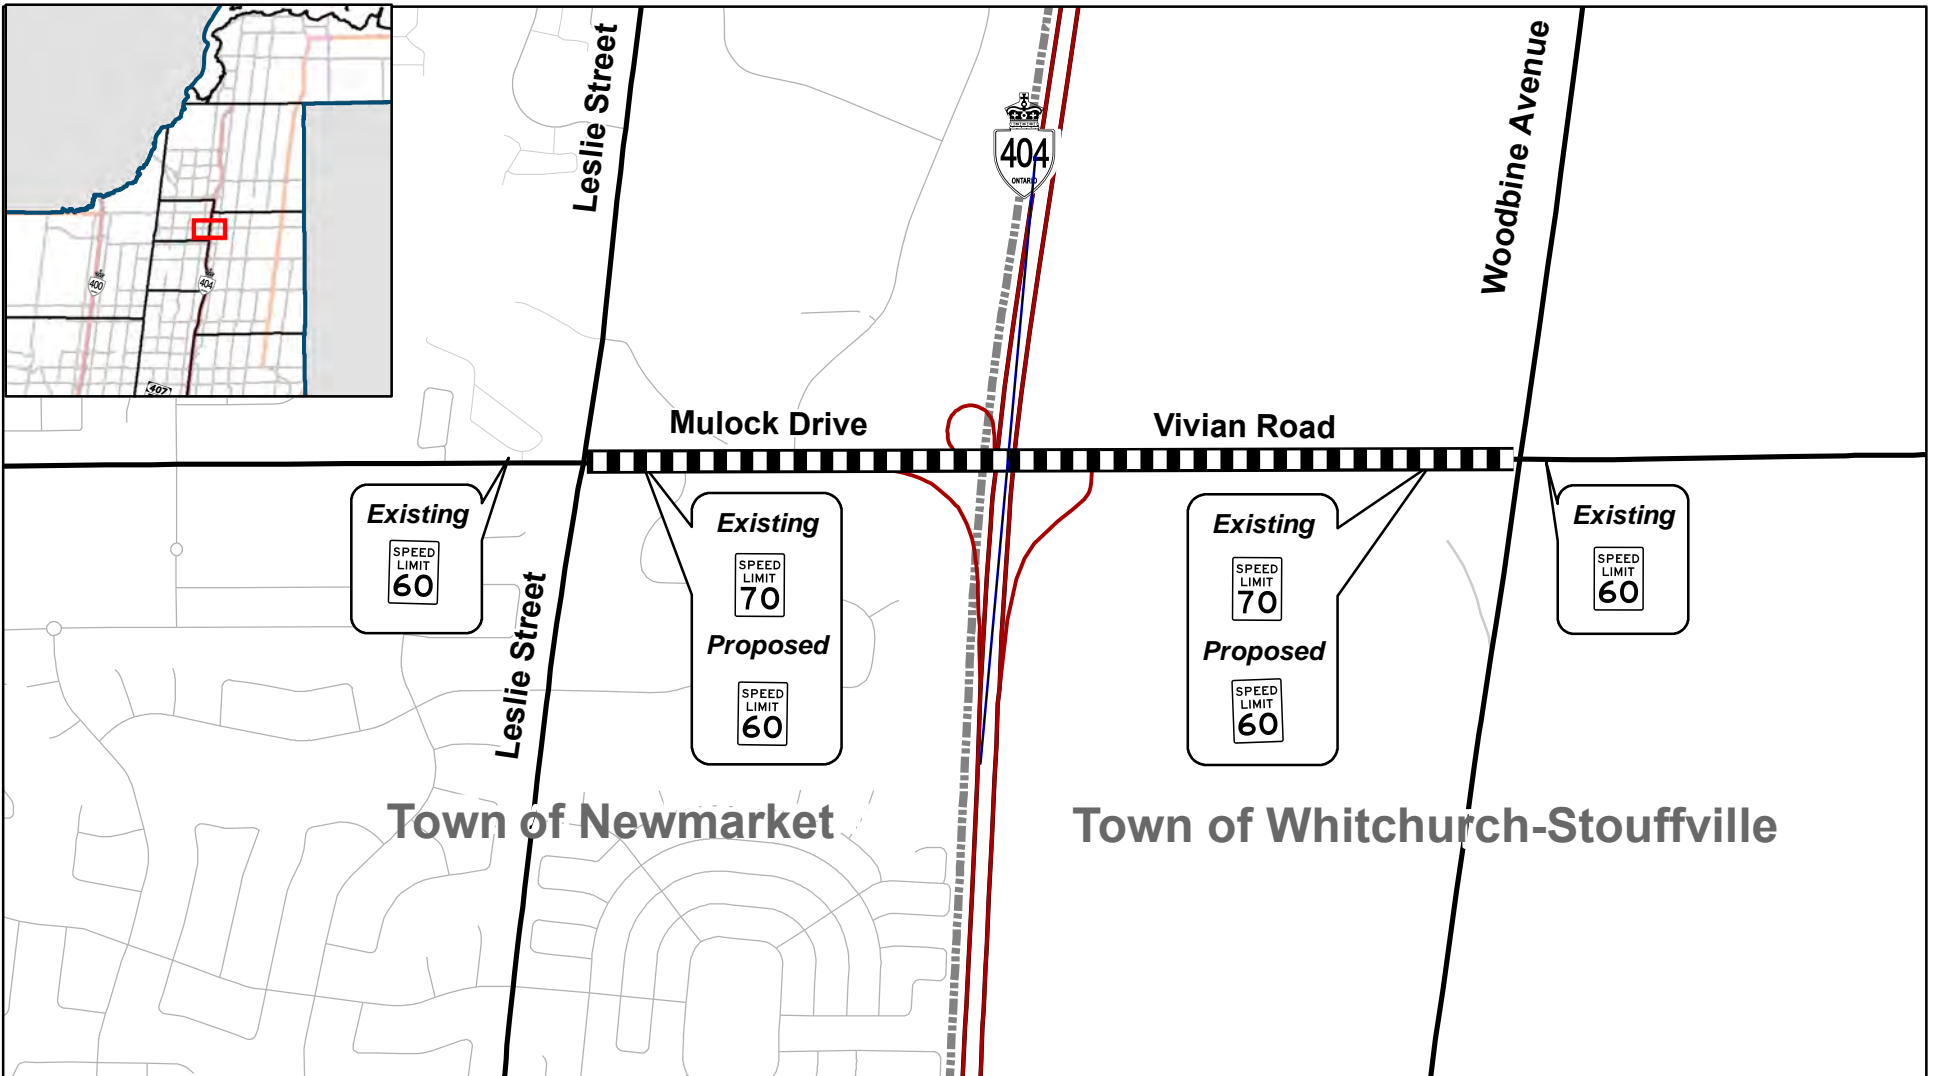 400
404
407
Leslie Street
404
ONTARIO
Woodbine Avenue
Mulock Drive
Vivian Road
Existing
SPEED
LIMIT
60
Existing
SPEED
LIMIT
70
Proposed
SPEED
LIMIT
60
Existing
SPEED
LIMIT
70
Proposed
SPEED
LIMIT
60
Existing
SPEED
LIMIT
60
Leslie Street
Town of Newmarket
Town of Whitchurch-Stouffville